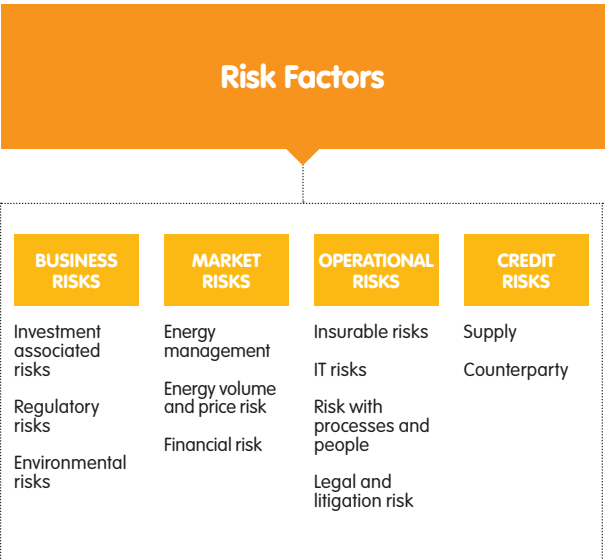 Risk Factors
BUSINESS
RISKS
Investment
associated
risks
Regulatory
risks
Environmental
risks
MARKET
RISKS
Energy
management
Energy volume
and price risk
Financial risk
OPERATIONAL
RISKS
Insurable risks
IT risks
Risk with
processes and
people
Legal and
litigation risk
CREDIT
RISKS
Supply
Counterparty